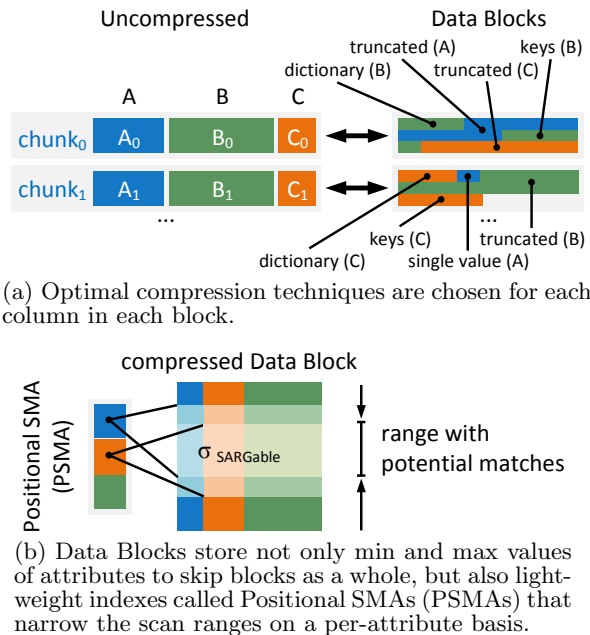 Uncompressed
Data Blocks
truncated (A)
keys (B)
dictionary (B)
truncated (C)
A B C
chunk0 A0 B0 C0
chunk1 A1 B1 C1
...
...
keys (C)
truncated (B)
dictionary (C)
single value (A)
(a) Optimal compression techniques are chosen for each
column in each block.
compressed Data Block
Positional SMA
(PSMA)
σ SARGable
range with
potential matches
(b) Data Blocks store not only min and max values
of attributes to skip blocks as a whole, but also light-
weight indexes called Positional SMAs (PSMAs) that
narrow the scan ranges on a per-attribute basis.